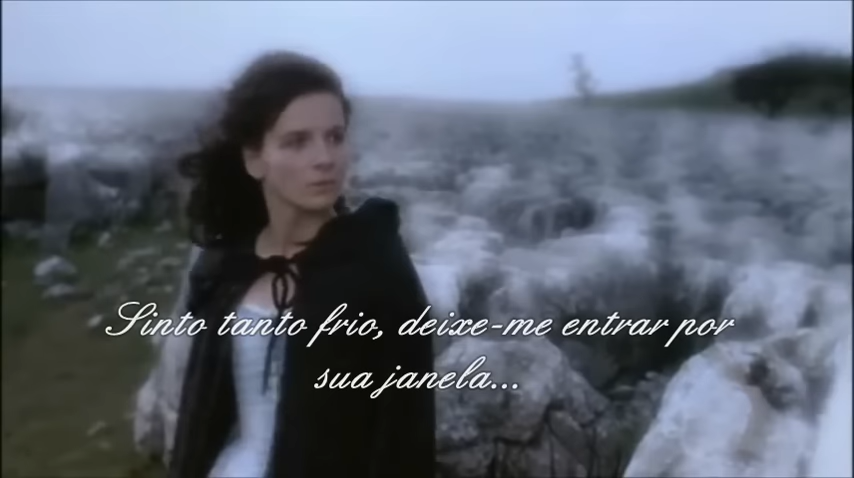 Sinto tanto frio, deixe-me entrar por
sua janela...